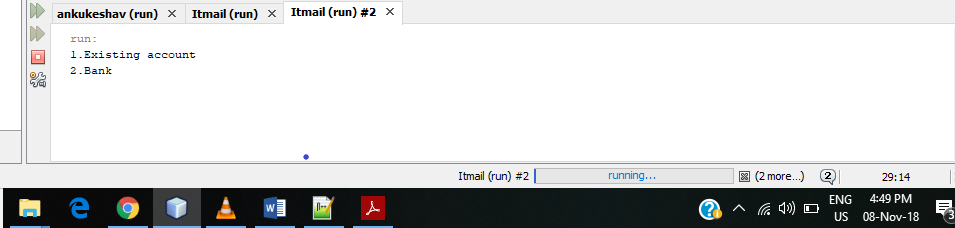 ankukeshav (run) × Itmail (run) × Itmail (run) #2 ×
run:
1.Existing account
2.Bank
Itmail (run) #2 running... (2 more...) 2 29:14
ENG 4:49 PM
US 08-Nov-18 3